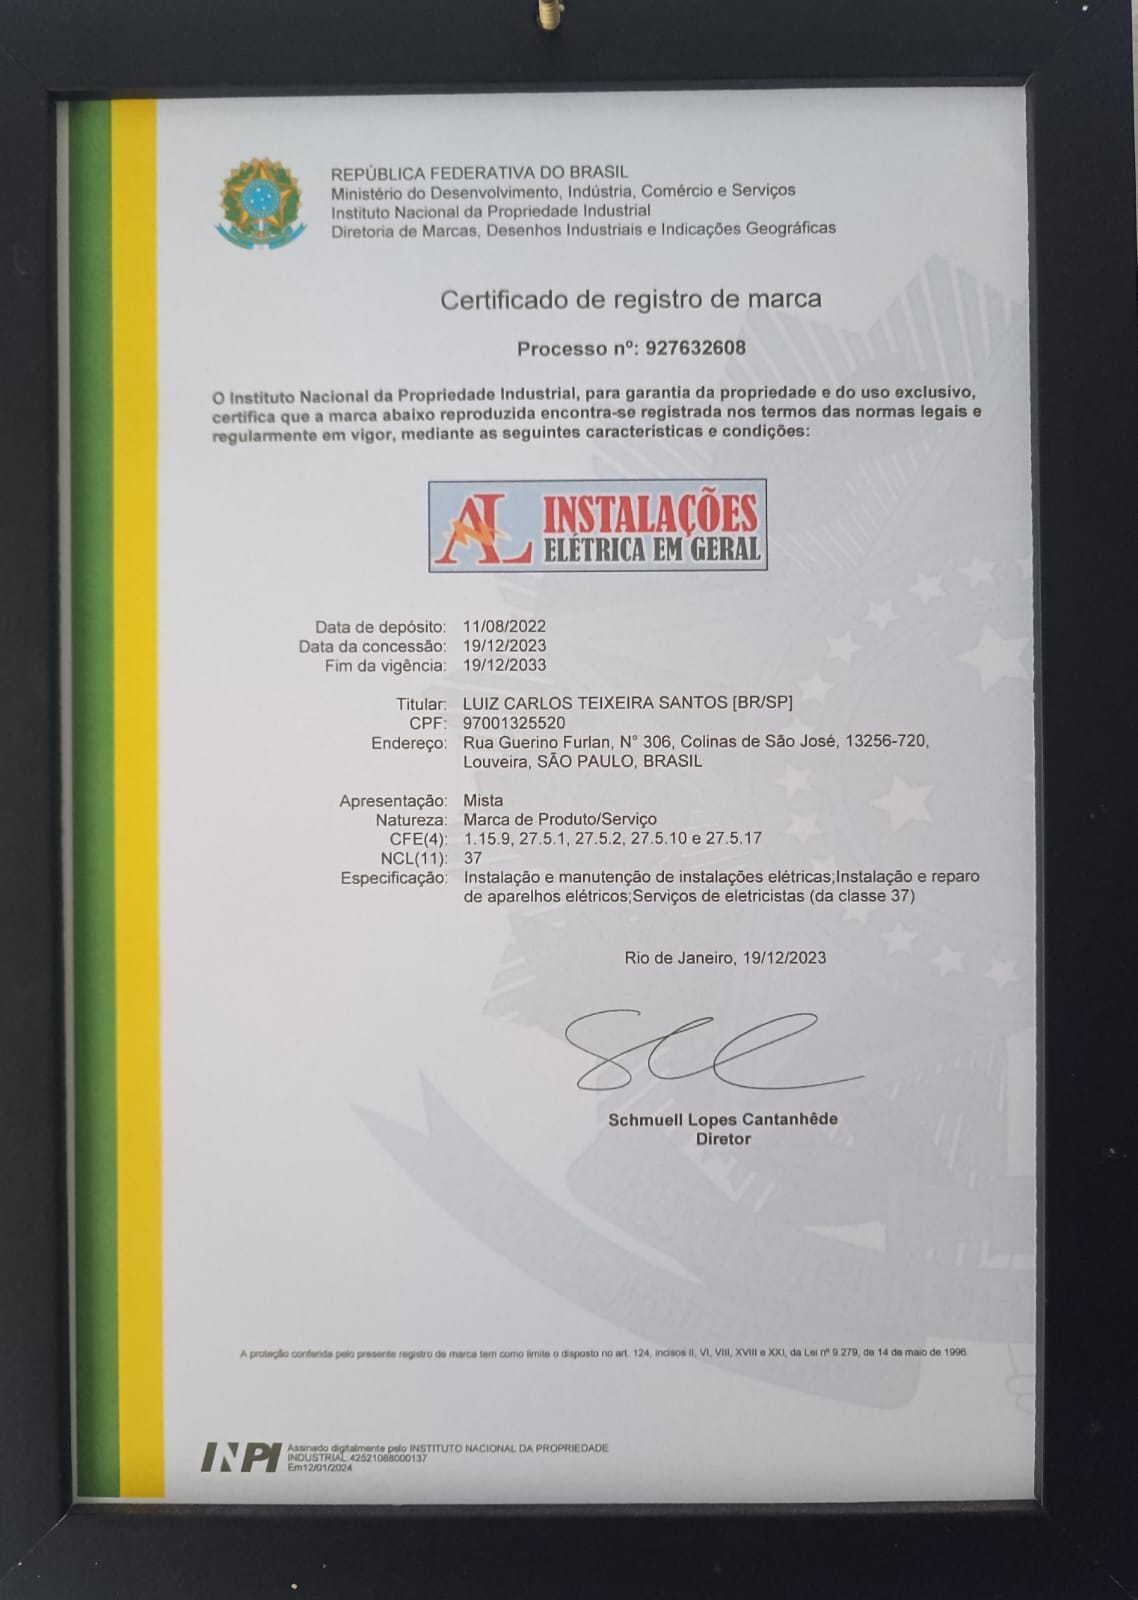 REPÚBLICA FEDERATIVA DO BRASIL
Ministério do Desenvolvimento, Indústria, Comércio e Serviços
Instituto Nacional da Propriedade Industrial
Diretoria de Marcas, Desenhos Industriais e Indicações Geográficas
Certificado de registro de marca
Processo nº: 927632608
O Instituto Nacional da Propriedade Industrial, para garantia da propriedade e do uso exclusivo,
certifica que a marca abaixo reproduzida encontra-se registrada nos termos das normas legais e
regularmente em vigor, mediante as seguintes características e condições:
AL INSTALAÇÕES
ELÉTRICA EM GERAL
Data de depósito: 11/08/2022
Data da concessão: 19/12/2023
Fim da vigência: 19/12/2033
Titular: LUIZ CARLOS TEIXEIRA SANTOS [BR/SP]
CPF: 97001325520
Endereço: Rua Guerino Furlan, N° 306, Colinas de São José, 13256-720,
Louveira, SÃO PAULO, BRASIL
Apresentação: Mista
Natureza: Marca de Produto/Serviço
CFE(4): 1.15.9, 27.5.1, 27.5.2, 27.5.10 e 27.5.17
NCL(11): 37
Especificação: Instalação e manutenção de instalações elétricas;Instalação e reparo
de aparelhos elétricos;Serviços de eletricistas (da classe 37)
Rio de Janeiro, 19/12/2023
Schmuell Lopes Cantanhêde
Diretor
A proteção conferida pelo presente registro de marca tem como limite o disposto no art. 124, incisos II, VI, VIII, XVIII e XXI, da Lei nº 9.279, de 14 de maio de 1996.
INPI Assinado digitalmente pelo INSTITUTO NACIONAL DA PROPRIEDADE
INDUSTRIAL:42521088000137
Em12/01/2024